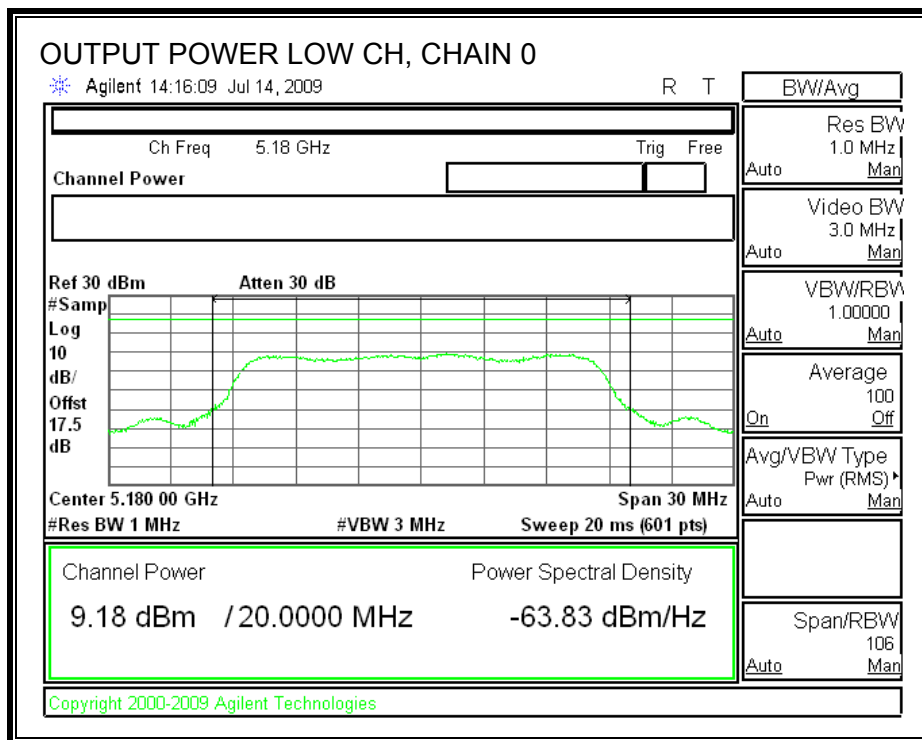 OUTPUT POWER LOW CH, CHAIN 0
Agilent 14:16:09 Jul 14, 2009 R T
Ch Freq 5.18 GHz Trig Free
Channel Power
Ref 30 dBm Atten 30 dB
#Samp
Log
10
dB/
Offst
17.5
dB
Center 5.180 00 GHz Span 30 MHz
#Res BW 1 MHz #VBW 3 MHz Sweep 20 ms (601 pts)
Channel Power Power Spectral Density
9.18 dBm / 20.0000 MHz -63.83 dBm/Hz
Copyright 2000-2009 Agilent Technologies
BW/Avg
Res BW
1.0 MHz
Auto Man
Video BW
3.0 MHz
Auto Man
VBW/RBW
1.00000
Auto Man
Average
100
On Off
Avg/VBW Type
Pwr (RMS)
Auto Man
Span/RBW
106
Auto Man